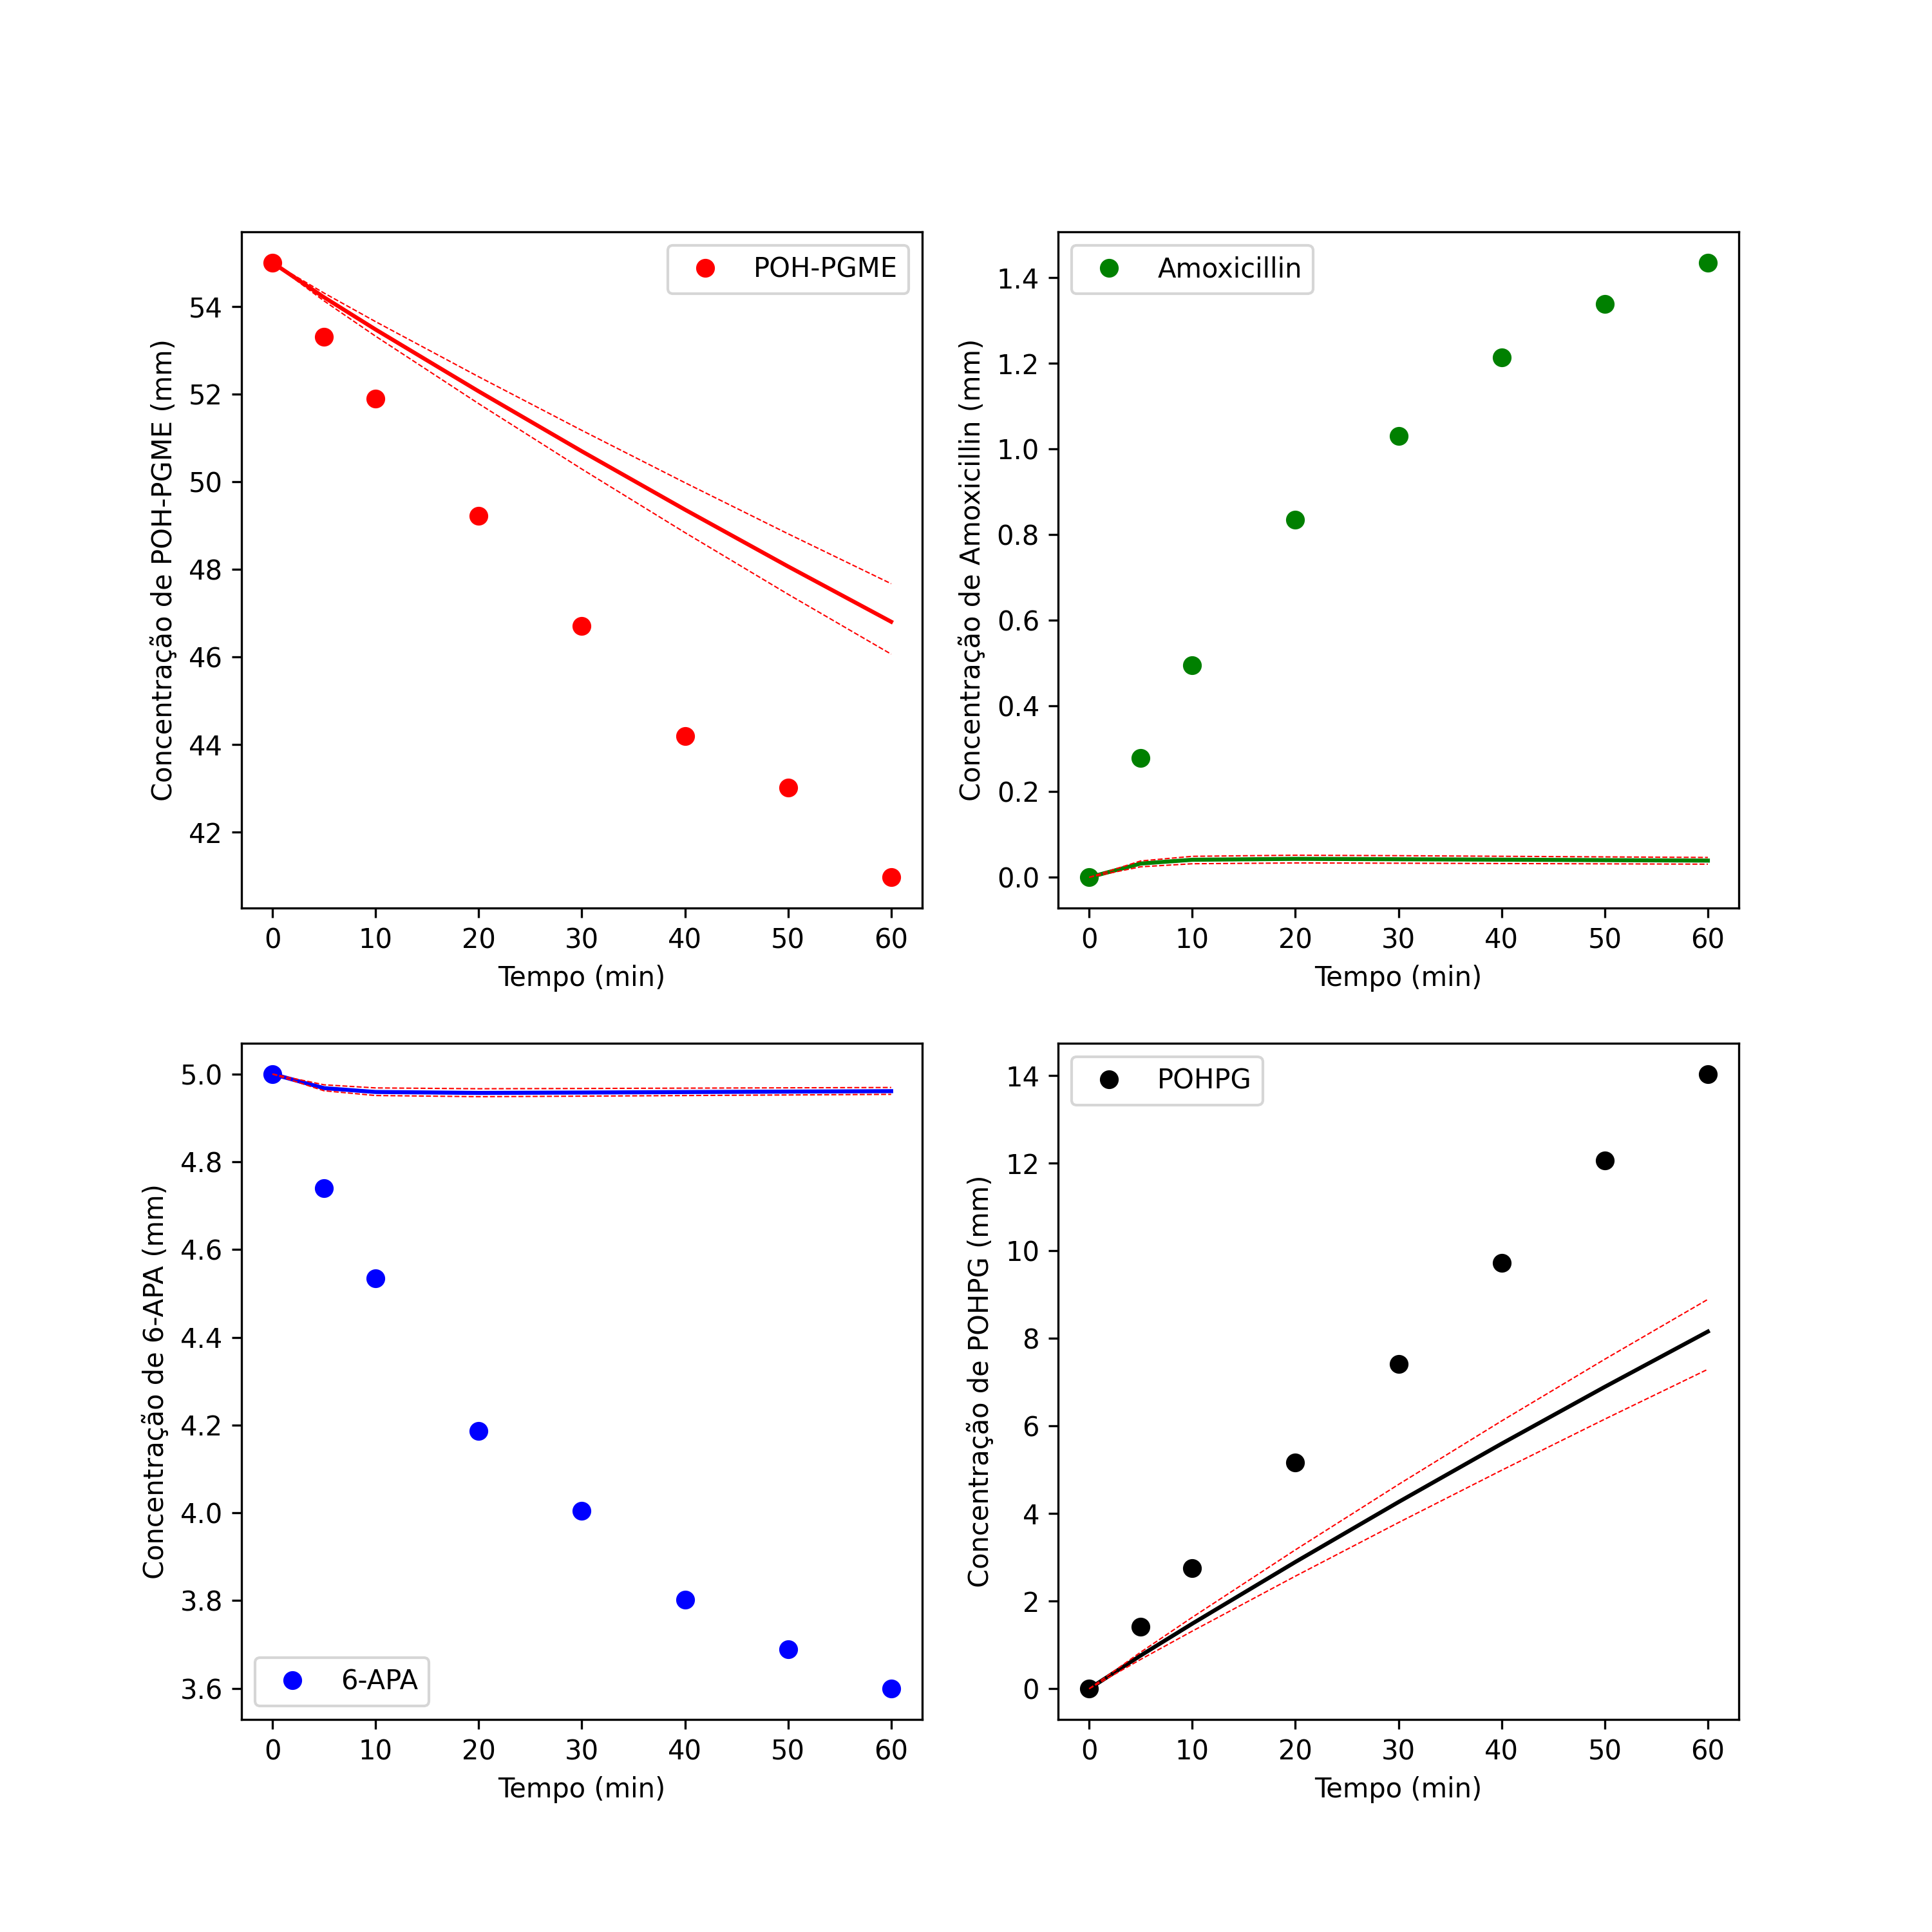 POH-PGME
Concentração de POH-PGME (mm)
54
52
50
48
46
44
42
0 10 20 30 40 50 60
Tempo (min)
Amoxicillin
Concentração de Amoxicillin (mm)
1.4
1.2
1.0
0.8
0.6
0.4
0.2
0.0
0 10 20 30 40 50 60
Tempo (min)
Concentração de 6-APA (mm)
5.0
4.8
4.6
4.4
4.2
4.0
3.8
3.6
6-APA
0 10 20 30 40 50 60
Tempo (min)
POHPG
Concentração de POHPG (mm)
14
12
10
8
6
4
2
0
0 10 20 30 40 50 60
Tempo (min)